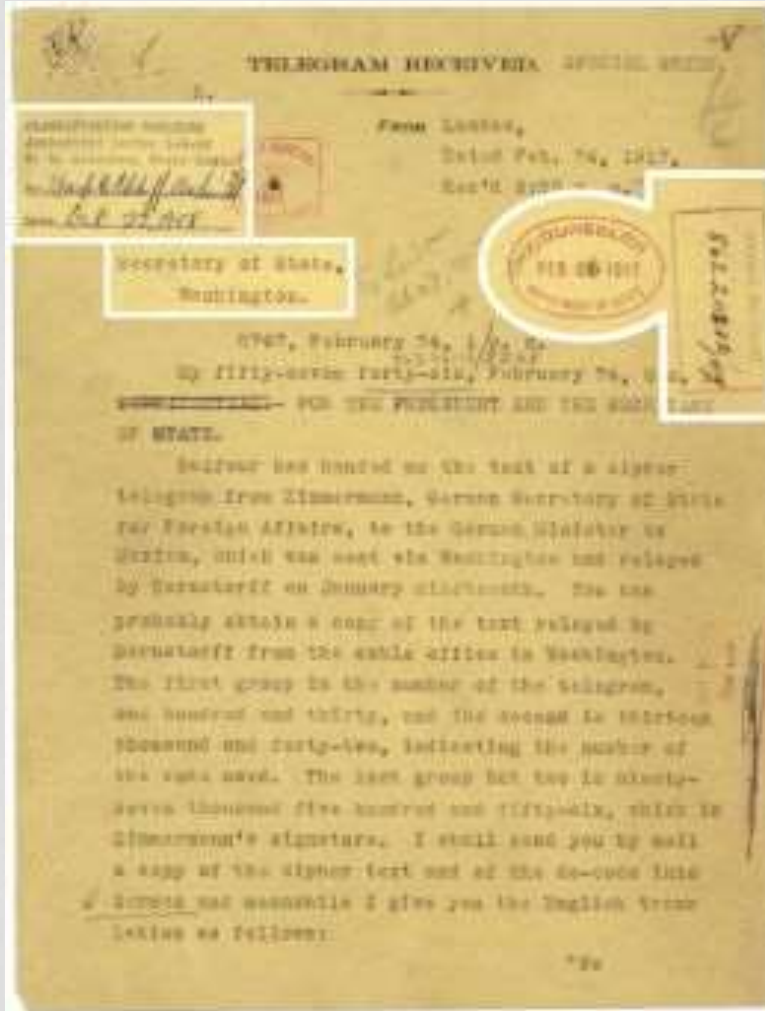 TELEGRAM RECEIVED.
From London,
Dated Feb. 24, 1917.
Rec'd
Secretary of State,
Washington.
5747, February 24, 1 p. m.
My fifty-seven forty-six, February 24,
FOR THE PRESIDENT AND THE SECRETARY
OF STATE.
Balfour has handed me the text of a cipher
telegram from Zimmermann, German Secretary of State
for Foreign Affairs, to the German Minister to
Mexico, which was sent via Washington and relayed
by Bernstorff on January nineteenth. You can
probably obtain a copy of the text relayed by
Bernstorff from the cable office in Washington.
The first group is the number of the telegram,
one hundred and thirty, and the second is thirteen
thousand and forty-two, indicating the number of
the code used. The last group but two is ninety-
seven thousand five hundred and fifty-six, which is
Zimmermann's signature. I shall send you by mail
a copy of the cipher text and of the de-code into
German and meanwhile I give you the English trans
lation as follows:
"We